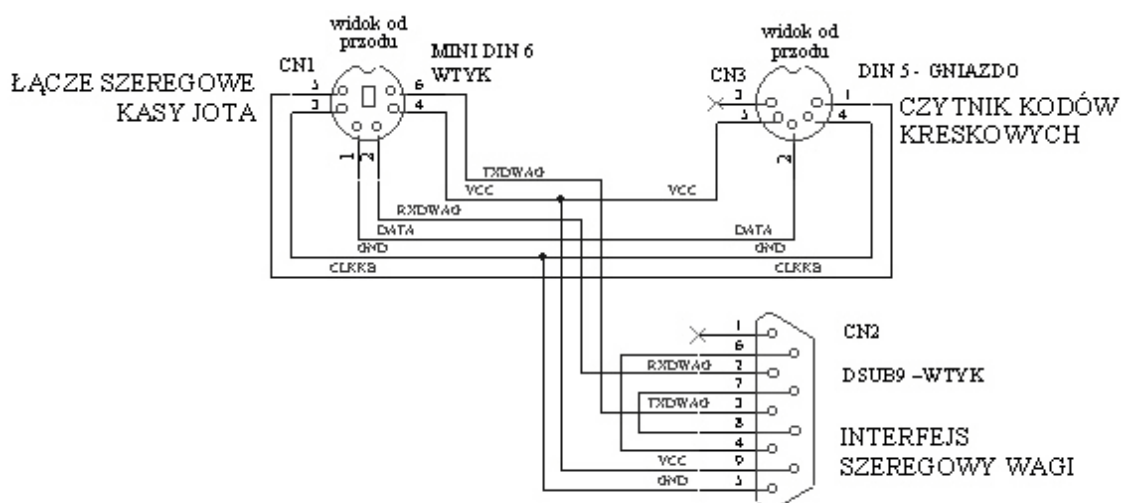 widok od
przodu
CN1
MINI DIN 6
WTYK
ŁĄCZE SZEREGOWE
KASY JOTA
5
3
6
4
1
2
widok od
przodu
CN3
DIN 5 - GNIAZDO
CZYTNIK KODÓW
KRESKOWYCH
3
5
1
4
2
TXDWAG
VCC
VCC
RXDWAG
DATA
DATA
GND
GND
CLKKB
CLKKB
1
CN2
6
RXDWAG 2
DSUB9 –WTYK
7
TXDWAG 3
8
INTERFEJS
SZEREGOWY WAGI
4
VCC 9
GND 5